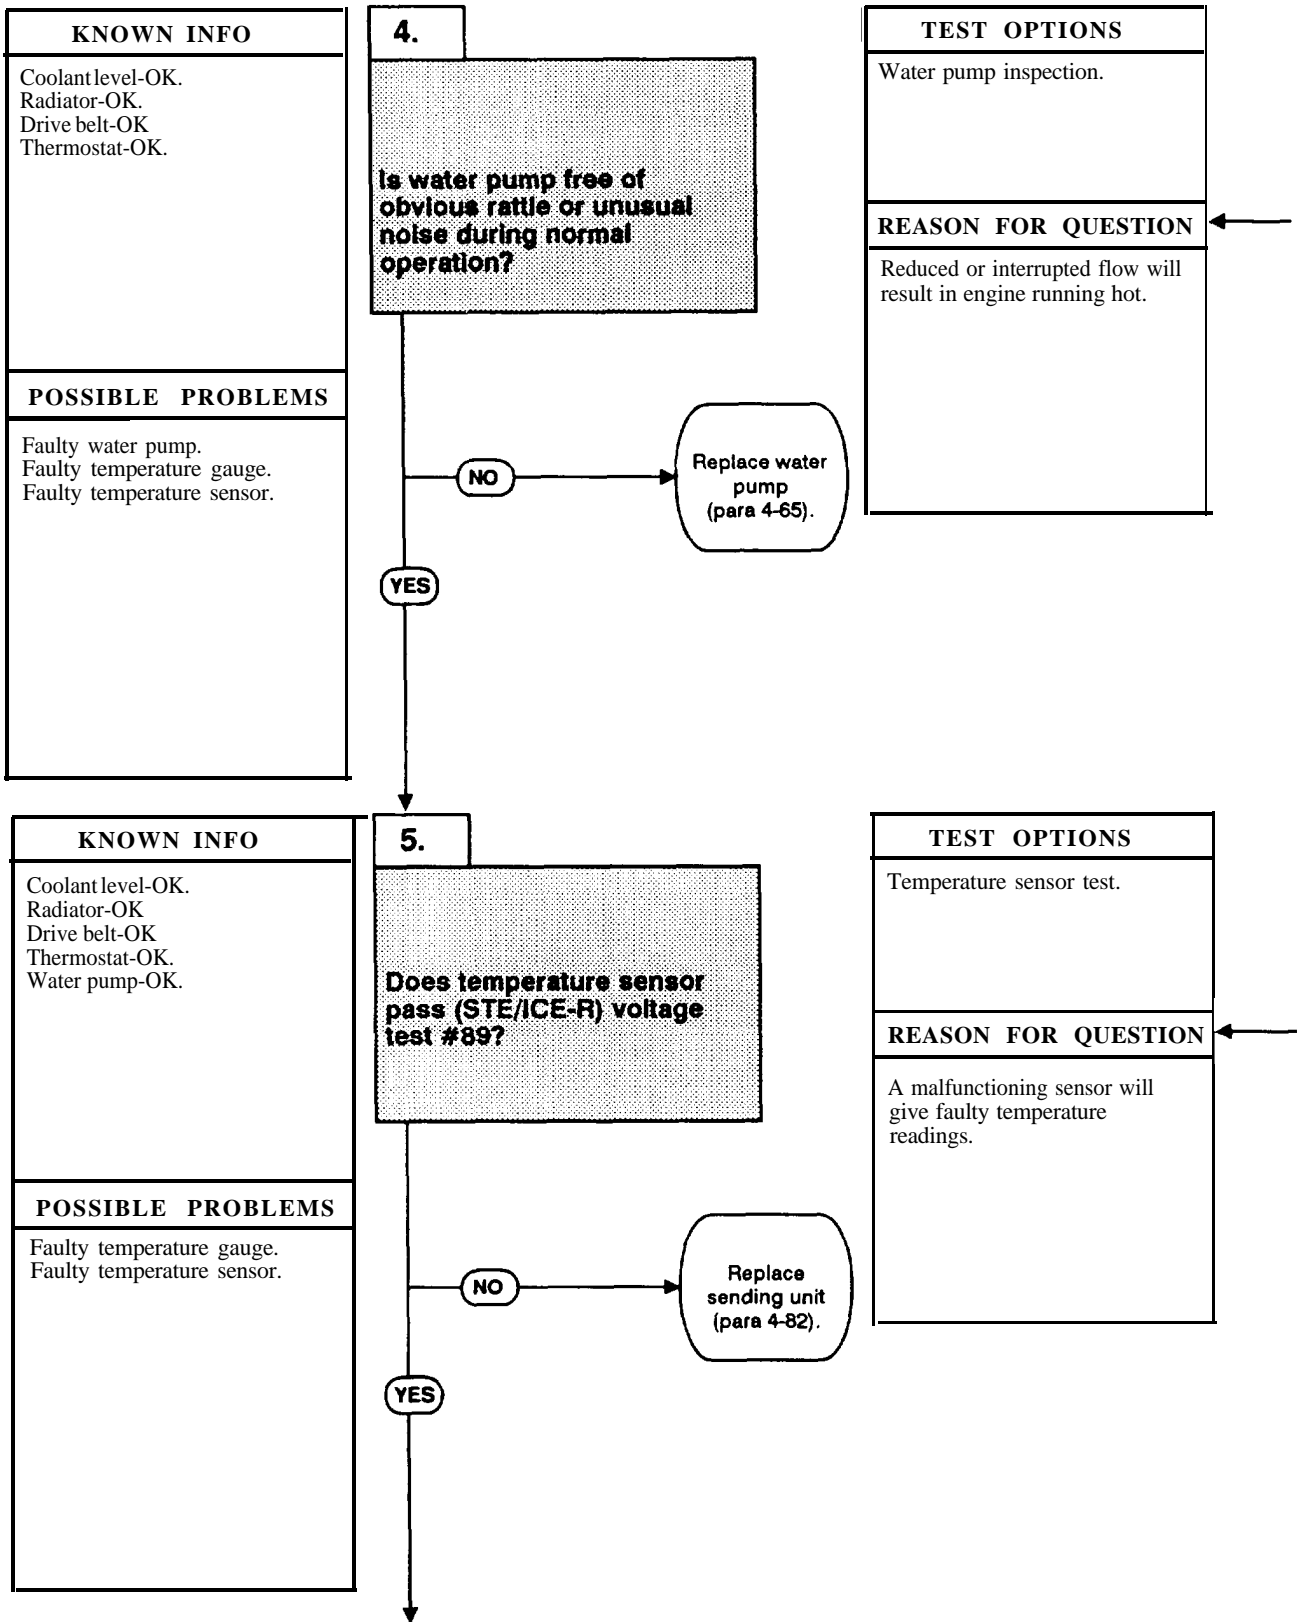 KNOWN INFO
Coolant level-OK.
Radiator-OK.
Drive belt-OK
Thermostat-OK.
POSSIBLE PROBLEMS
Faulty water pump.
Faulty temperature gauge.
Faulty temperature sensor.
4.
Is water pump free of
obvious rattle or unusual
noise during normal
operation?
NO
Replace water
pump
(para 4-65).
YES
TEST OPTIONS
Water pump inspection.
REASON FOR QUESTION
Reduced or interrupted flow will
result in engine running hot.
KNOWN INFO
Coolant level-OK.
Radiator-OK
Drive belt-OK
Thermostat-OK.
Water pump-OK.
POSSIBLE PROBLEMS
Faulty temperature gauge.
Faulty temperature sensor.
5.
Does temperature sensor
pass (STE/ICE-R) voltage
test #89?
NO
Replace
sending unit
(para 4-82).
YES
TEST OPTIONS
Temperature sensor test.
REASON FOR QUESTION
A malfunctioning sensor will
give faulty temperature
readings.